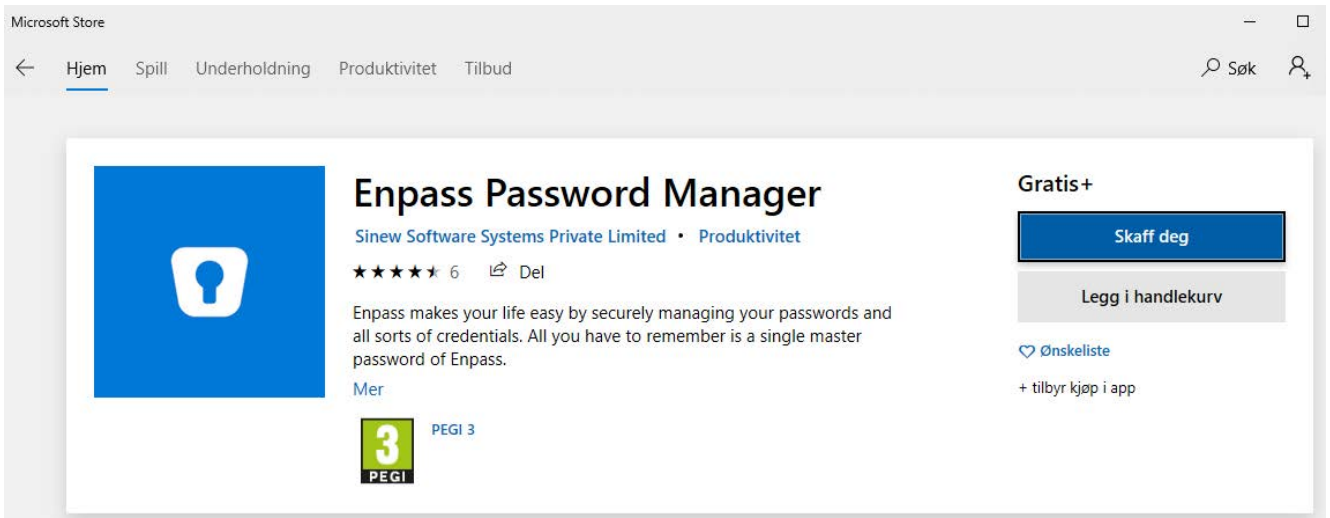 Microsoft Store
Hjem Spill Underholdning Produktivitet Tilbud Søk
Enpass Password Manager
Sinew Software Systems Private Limited • Produktivitet
6 Del
Enpass makes your life easy by securely managing your passwords and
all sorts of credentials. All you have to remember is a single master
password of Enpass.
Mer
3
PEGI
PEGI 3
Gratis+
Skaff deg
Legg i handlekurv
Ønskeliste
+ tilbyr kjøp i app